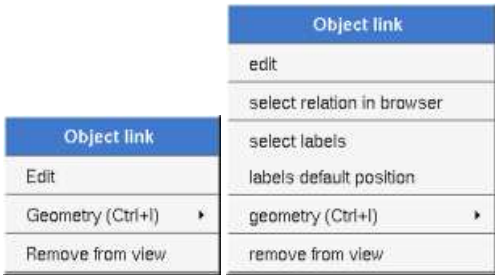 Object link
Edit
Geometry (Ctrl+I)
Remove from view
Object link
edit
select relation in browser
select labels
labels default position
geometry (Ctrl+I)
remove from view